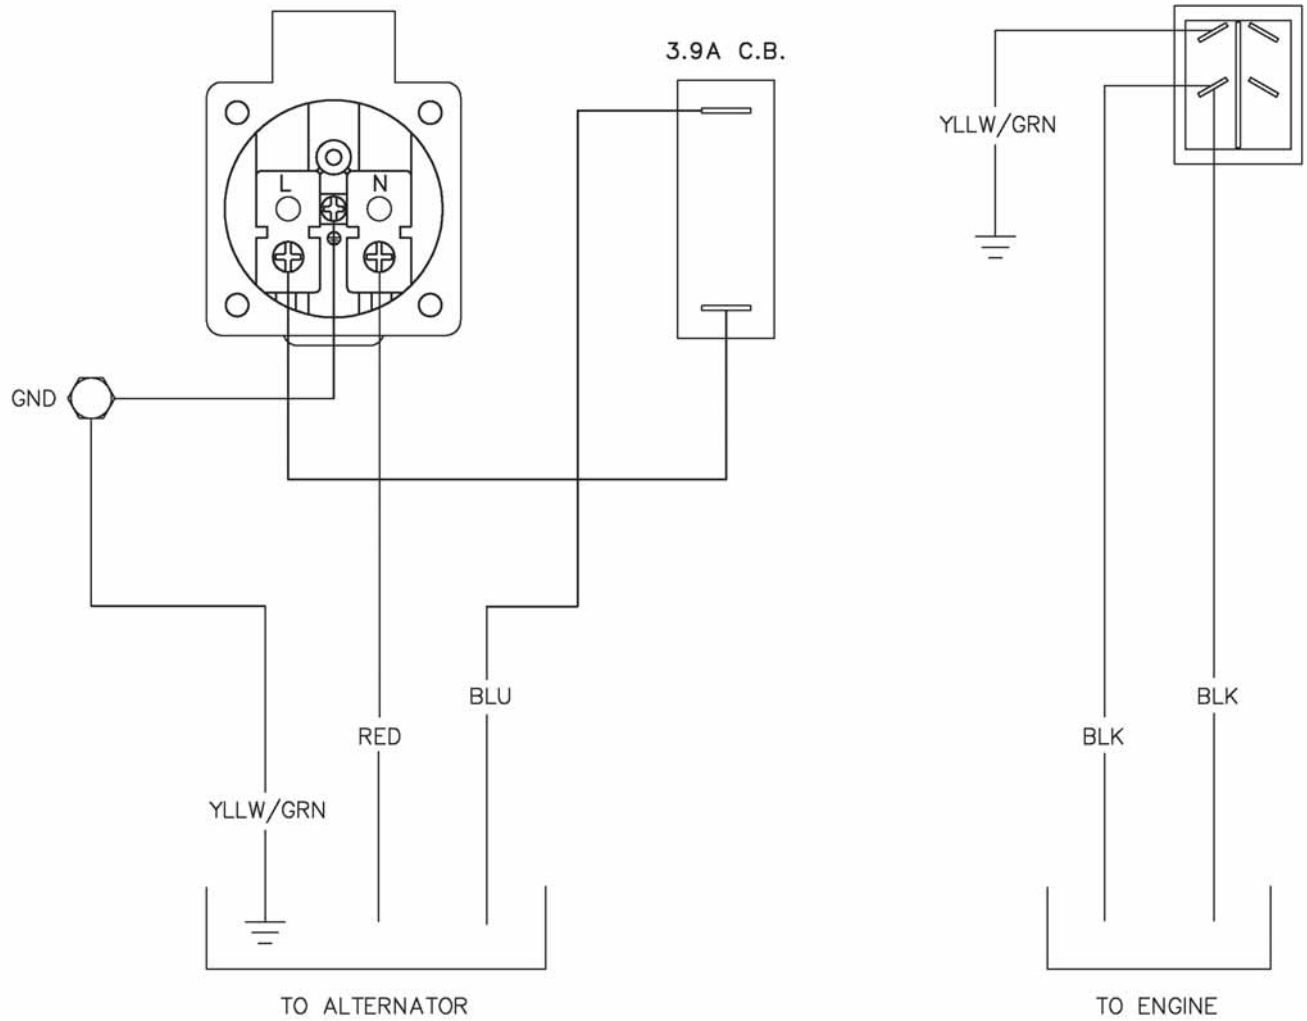 3.9A C.B.
YLLW/GRN
L
N
GND
BLU
BLK
RED
BLK
YLLW/GRN
TO ALTERNATOR
TO ENGINE